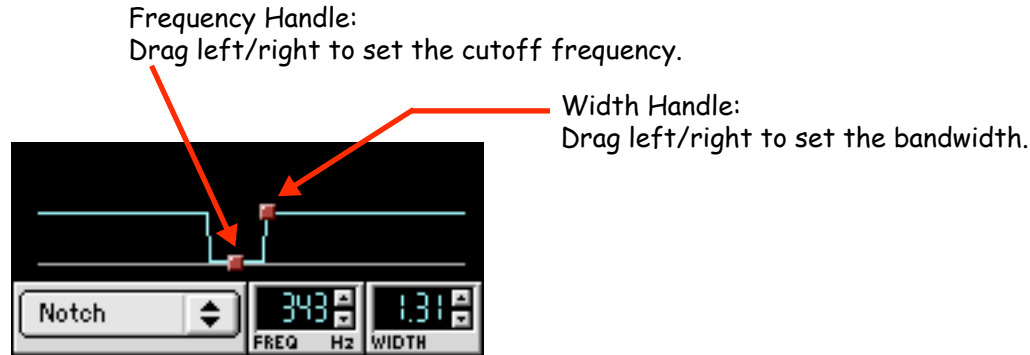 Frequency Handle:
Drag left/right to set the cutoff frequency.
Width Handle:
Drag left/right to set the bandwidth.
Notch
343
1.31
FREQ Hz
WIDTH